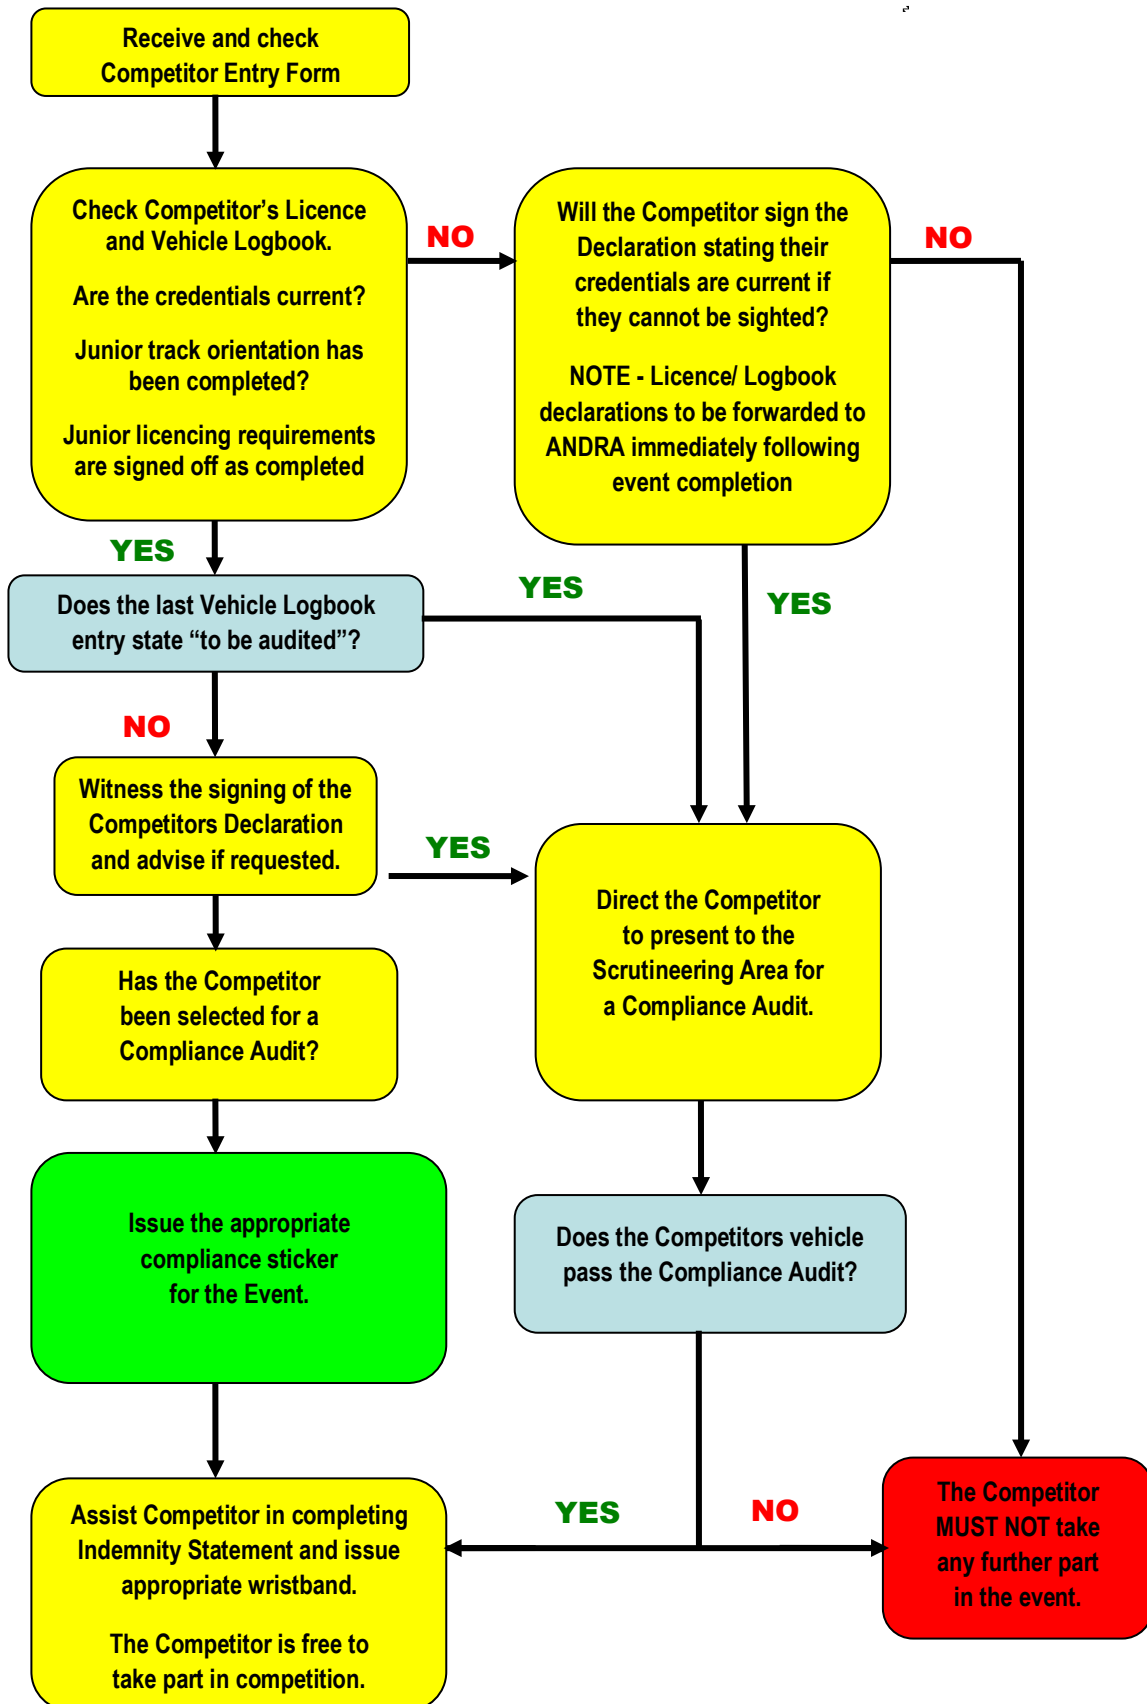 Receive and check
Competitor Entry Form
Check Competitor's Licence
and Vehicle Logbook.
Are the credentials current?
Junior track orientation has
been completed?
Junior licencing requirements
are signed off as completed
NO
Will the Competitor sign the
Declaration stating their
credentials are current if
they cannot be sighted?
NOTE - Licence/ Logbook
declarations to be forwarded to
ANDRA immediately following
event completion
NO
YES
Does the last Vehicle Logbook
entry state “to be audited”?
YES
YES
NO
Witness the signing of the
Competitors Declaration
and advise if requested.
YES
Direct the Competitor
to present to the
Scrutineering Area for
a Compliance Audit.
Has the Competitor
been selected for a
Compliance Audit?
Issue the appropriate
compliance sticker
for the Event.
Does the Competitors vehicle
pass the Compliance Audit?
Assist Competitor in completing
Indemnity Statement and issue
appropriate wristband.
The Competitor is free to
take part in competition.
YES
NO
The Competitor
MUST NOT take
any further part
in the event.